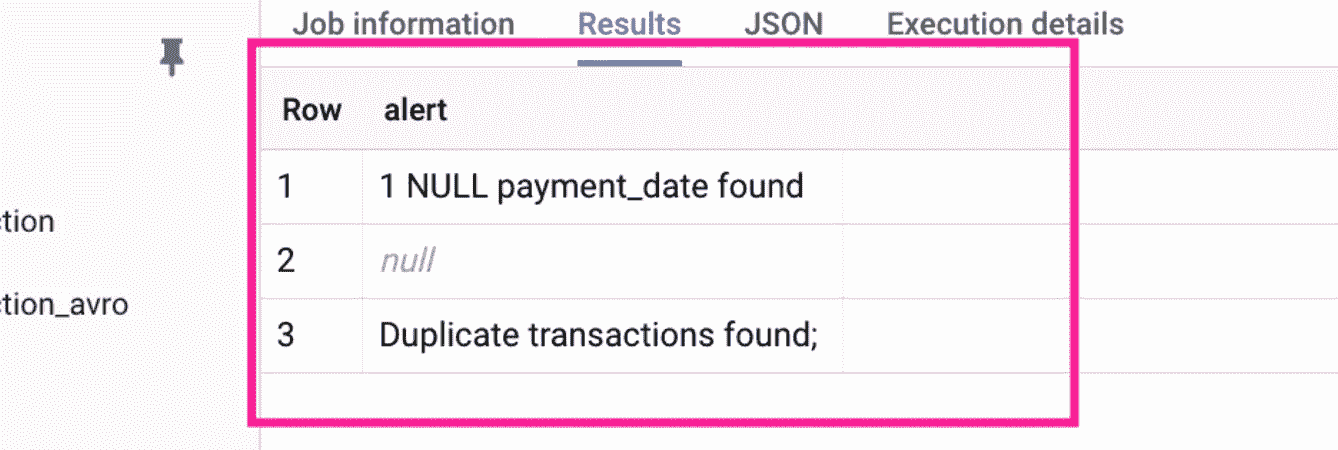 Job information Results JSON Execution details
Row alert
1 1 NULL payment_date found
ction
2 null
ction_avro
3 Duplicate transactions found;